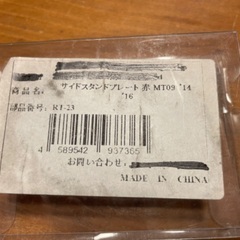 商品名： サイドスタンドプレート 赤 MT09 '14
'16
部品番号： RT-23
4 589542 937365
お問い合わせ：
MADE IN CHINA